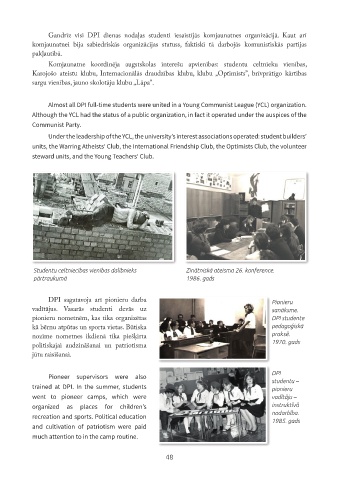 Gandrīz visi DPI dienas nodaļas studenti iesaistījās komjaunatnes organizācijā. Kaut arī
komjaunatnei bija sabiedriskās organizācijas statuss, faktiski tā darbojās komunistiskās partijas
pakļautībā.
Komjaunatne koordinēja augstskolas interešu apvienības: studentu celtnieku vienības,
Karojošo ateistu klubu, Internacionālās draudzības klubu, klubu „Optimists”, brīvprātīgo kārtības
sargu vienības, jauno skolotāju klubu „Lāpa”.
Almost all DPI full-time students were united in a Young Communist League (YCL) organization.
Although the YCL had the status of a public organization, in fact it operated under the auspices of the
Communist Party.
Under the leadership of the YCL, the university's interest associations operated: student builders'
units, the Warring Atheists' Club, the International Friendship Club, the Optimists Club, the volunteer
steward units, and the Young Teachers' Club.
Studentu celtniecības vienības dalībnieks
pārtraukumā
Zinātniskā ateisma 26. konference.
1986. gads
DPI sagatavoja arī pionieru darba
vadītājus. Vasarās studenti devās uz
pionieru nometnēm, kas tika organizētas
kā bērnu atpūtas un sporta vietas. Būtiska
nozīme nometnes ikdienā tika piešķirta
politiskajai audzināšanai un patriotisma
jūtu raisīšanai.
Pionieru
sanāksme.
DPI studente
pedagoģiskā
praksē.
1970. gads
Pioneer supervisors were also
trained at DPI. In the summer, students
went to pioneer camps, which were
organized as places for children's
recreation and sports. Political education
and cultivation of patriotism were paid
much attention to in the camp routine.
DPI
studentu –
pionieru
vadītāju –
instruktīvā
nodarbība.
1985. gads
48